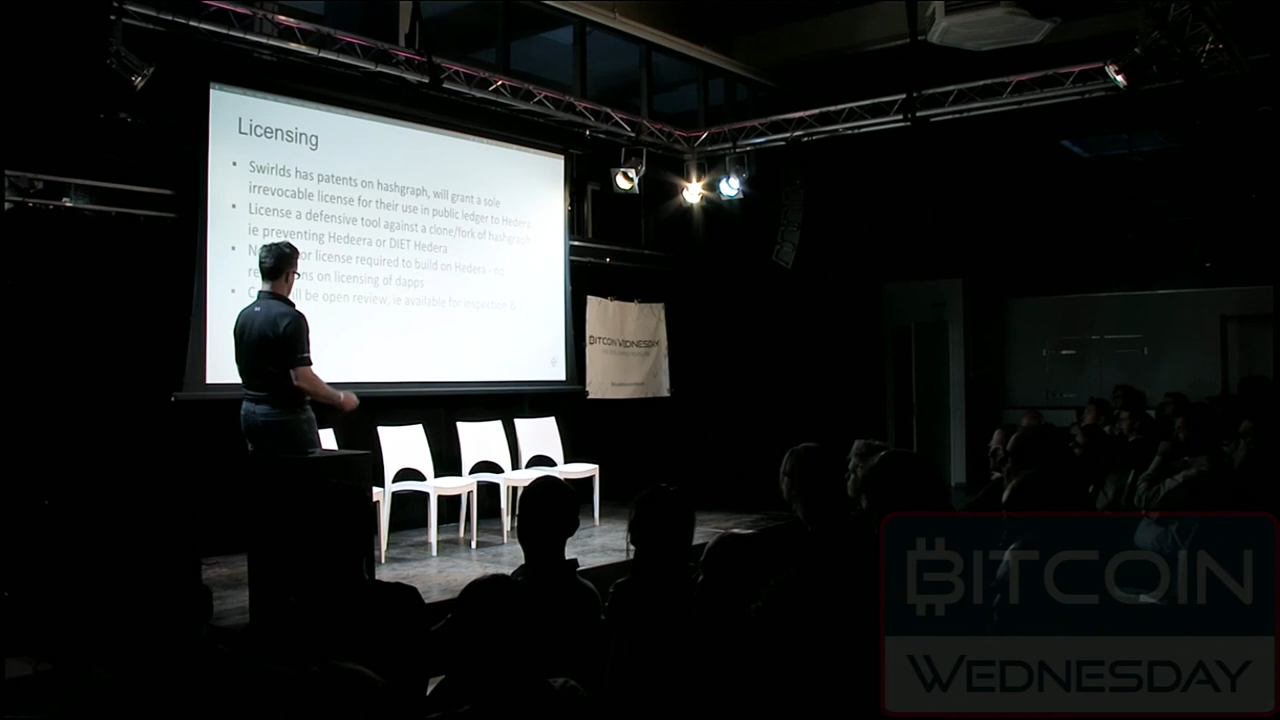 Licensing
▪ Swirlds has patents on hashgraph, will grant a sole
irrevocable license for their use in public ledger to Hedera
▪ License a defensive tool against a clone/fork of hashgraph
ie preventing Hedeera or DIET Hedera
▪ or license required to build on Hedera - no
on licensing of dapps
▪ be open review, ie available for inspection &
BITCOIN WEDNESDAY
BITCOIN
WEDNESDAY